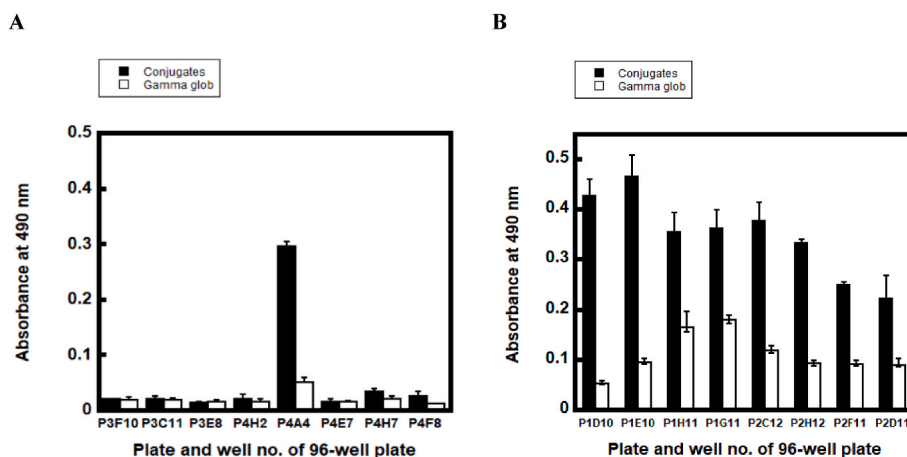 A
Conjugates
Gamma glob
0.5
0.4
0.3
0.2
0.1
0
Absorbance at 490 nm
P3F10 P3C11 P3E8 P4H2 P4A4 P4E7 P4H7 P4F8
Plate and well no. of 96-well plate
B
Conjugates
Gamma glob
0.5
0.4
0.3
0.2
0.1
0
Absorbance at 490 nm
P1D10 P1E10 P1H11 P1G11 P2C12 P2H12 P2F11 P2D11
Plate and well no. of 96-well plate